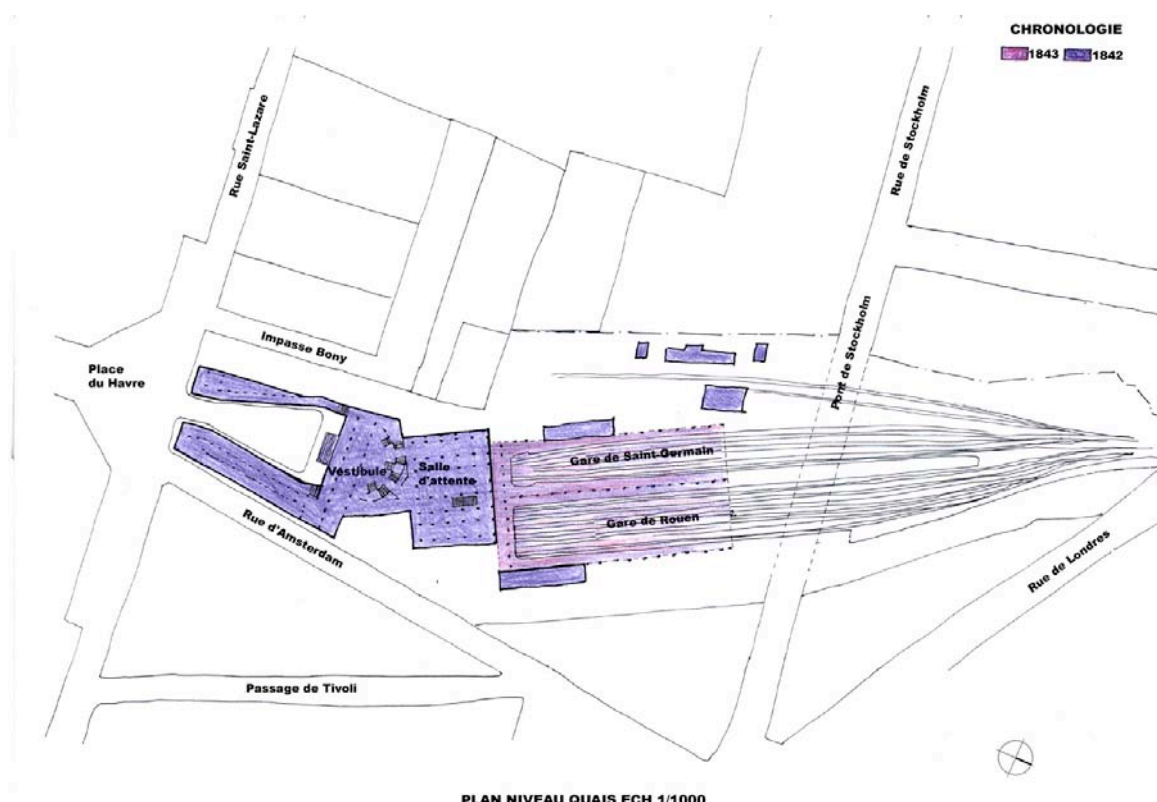 CHRONOLOGIE
1843 1842
Rue Saint-Lazare
Rue de Stockholm
Impasse Bony
Place
du Havre
Pont de Stockholm
Vestibule
Salle
d'attente
Gare de Saint-Germain
Gare de Rouen
Rue d'Amsterdam
Rue de Londres
Passage de Tivoli
PLAN NIVEAU QUAIS ECH 1/1000